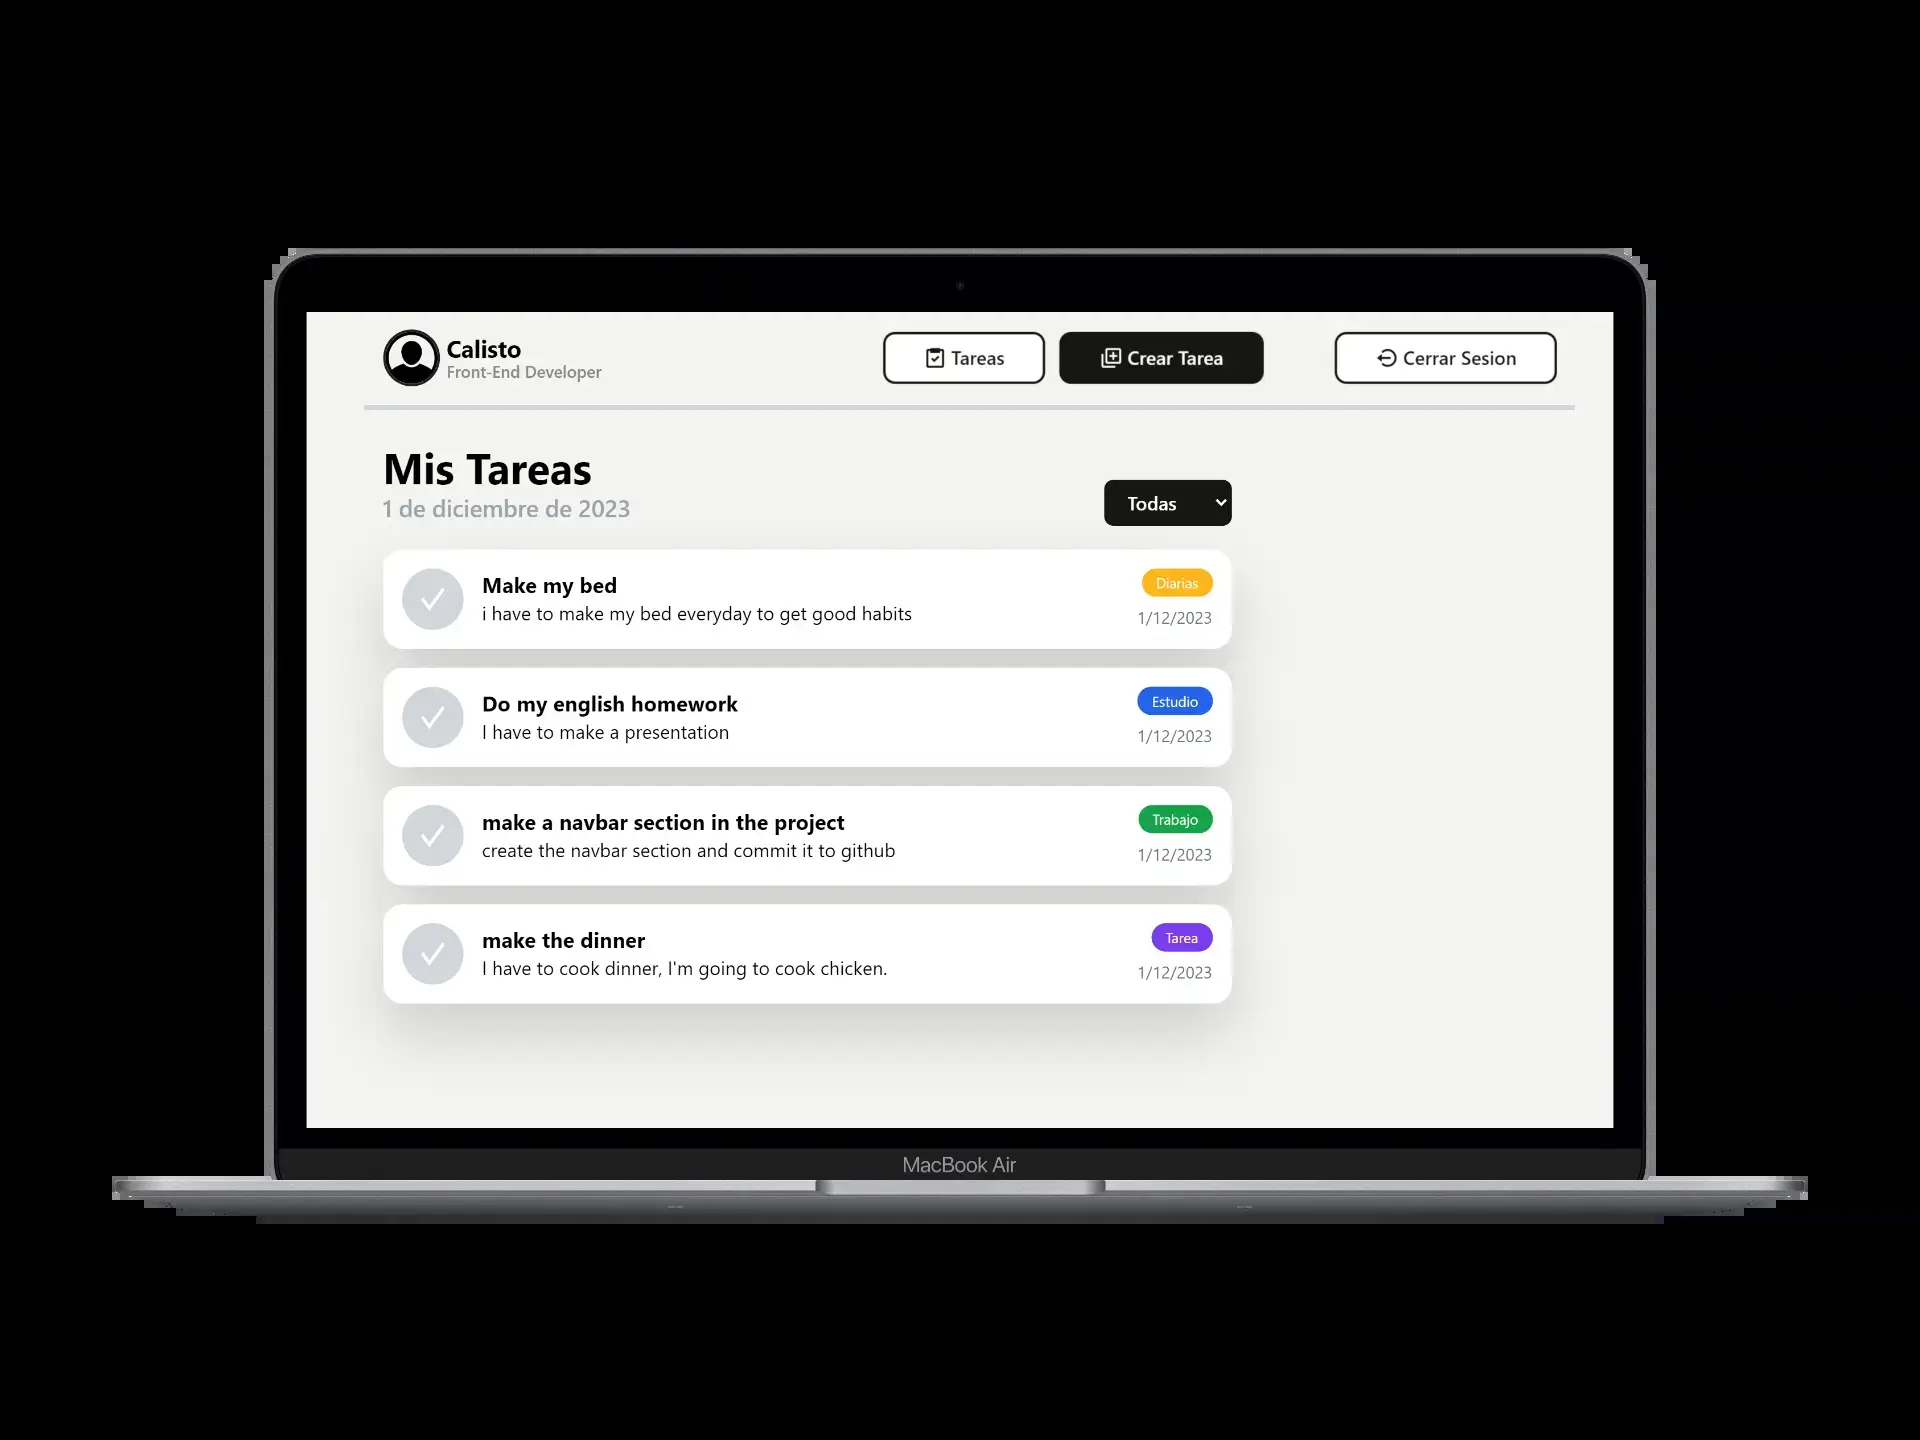 Calisto
Front-End Developer
Tareas
Crear Tarea
Cerrar Sesion
Mis Tareas
1 de diciembre de 2023
Todas
Make my bed
i have to make my bed everyday to get good habits
Diarias
1/12/2023
Do my english homework
I have to make a presentation
Estudio
1/12/2023
make a navbar section in the project
create the navbar section and commit it to github
Trabajo
1/12/2023
make the dinner
I have to cook dinner, I'm going to cook chicken.
Tarea
1/12/2023
MacBook Air